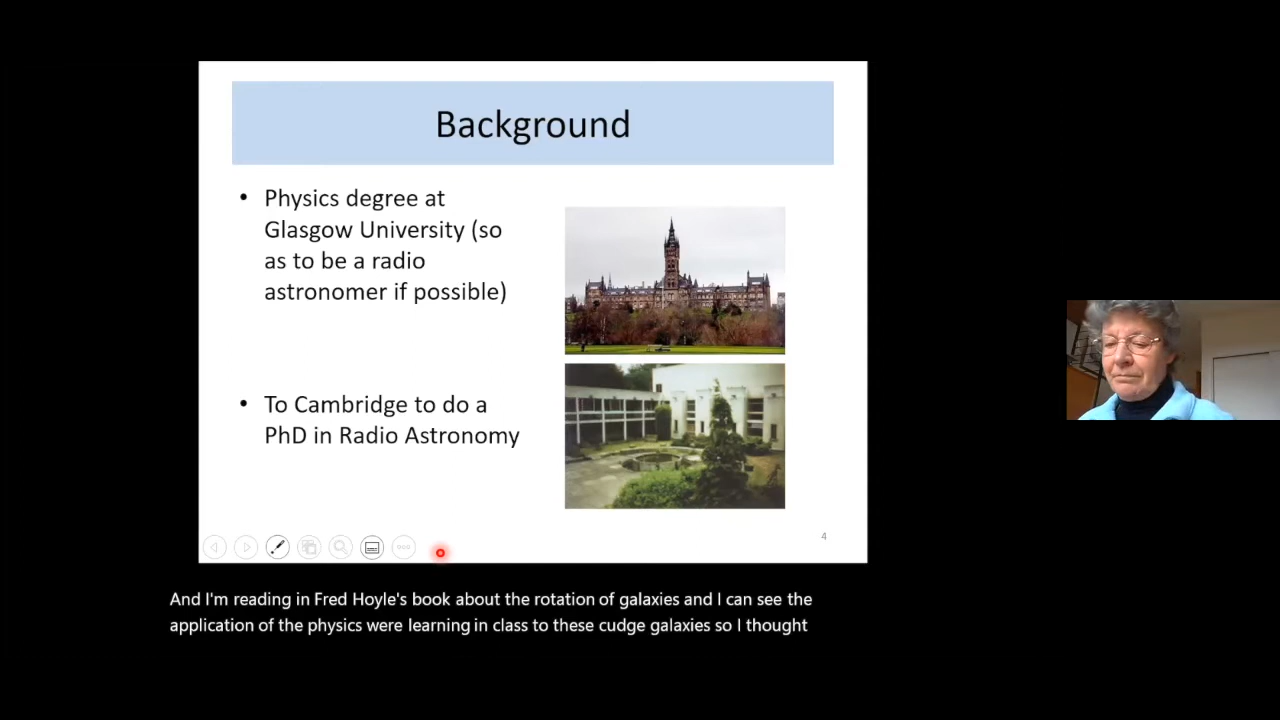 Background
• Physics degree at
Glasgow University (so
as to be a radio
astronomer if possible)
• To Cambridge to do a
PhD in Radio Astronomy
4
And I'm reading in Fred Hoyle's book about the rotation of galaxies and I can see the
application of the physics were learning in class to these cudge galaxies so I thought